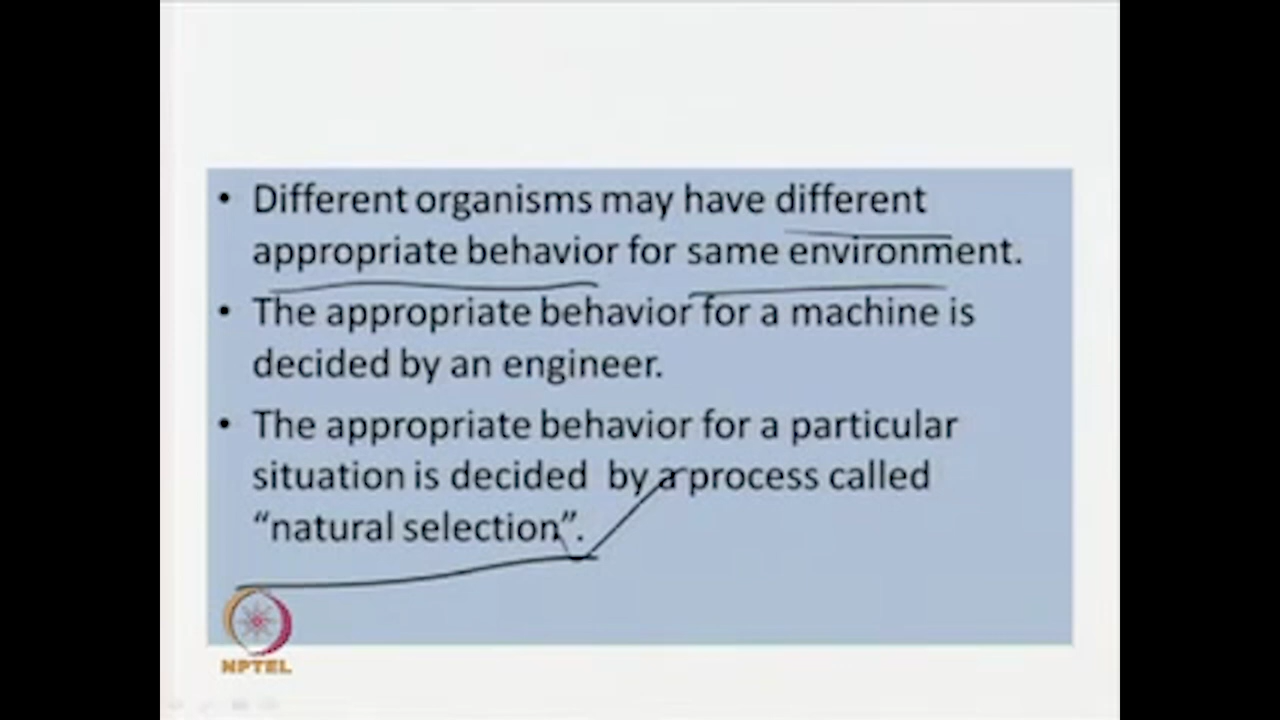 • Different organisms may have different
appropriate behavior for same environment.
• The appropriate behavior for a machine is
decided by an engineer.
• The appropriate behavior for a particular
situation is decided by a process called
“natural selection”.
NPTEL